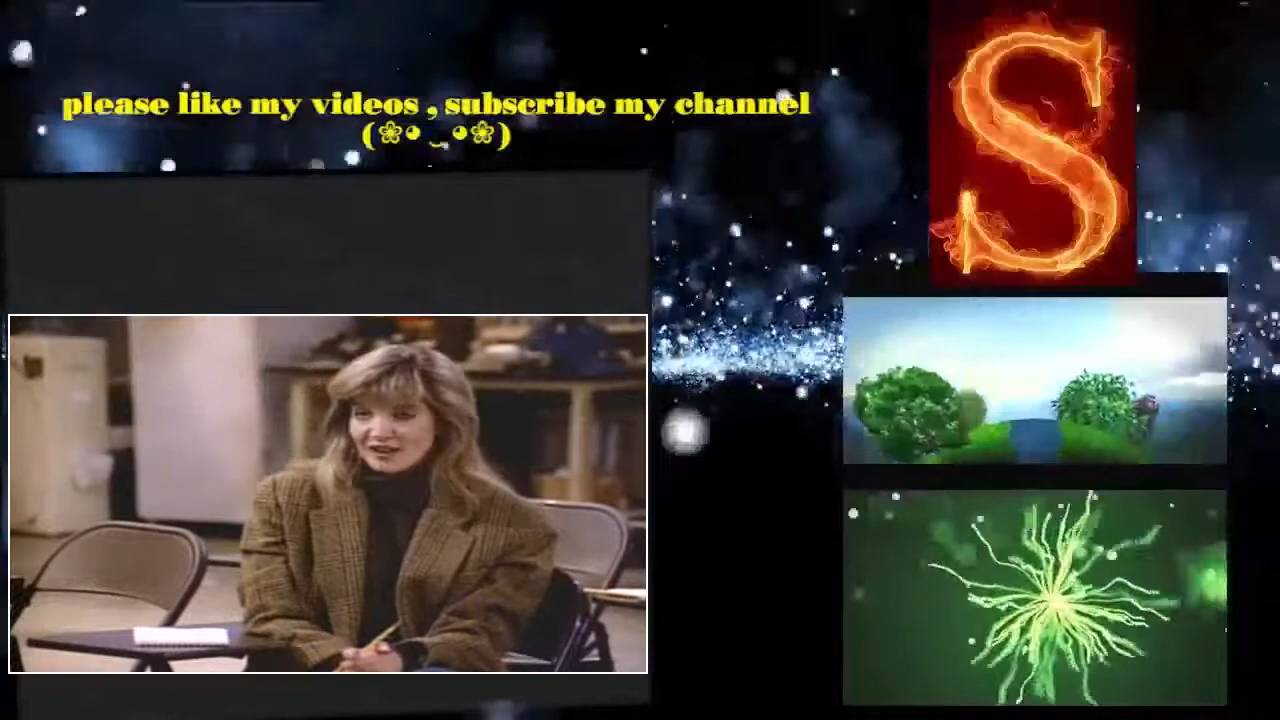 please like my videos , subscribe my channel
(❀◕ ‿ ◕❀)
S